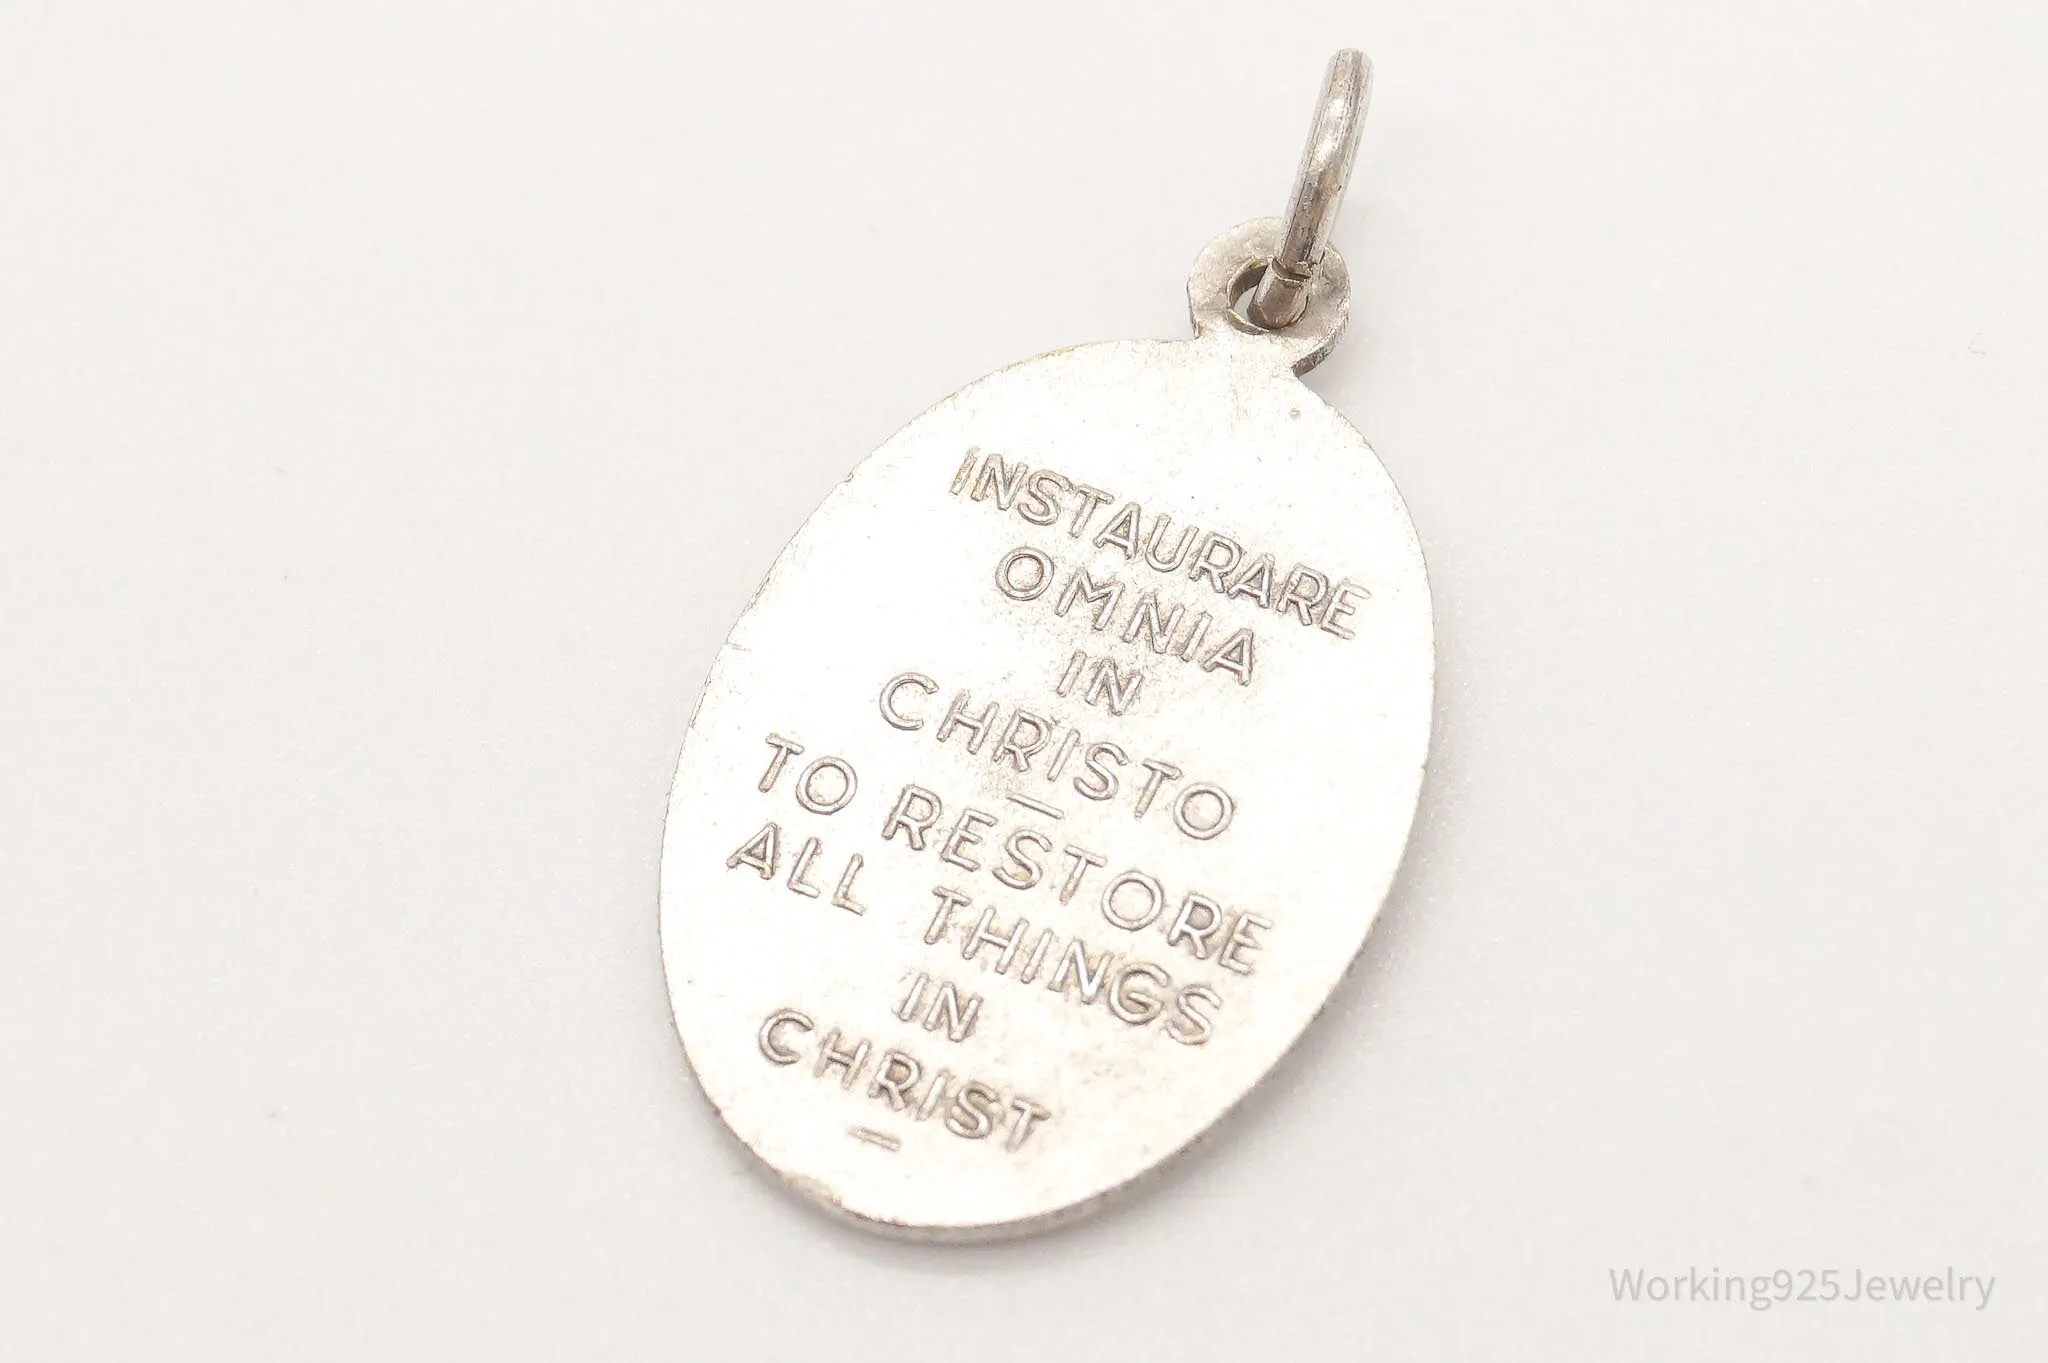 INSTAURARE
OMNIA
IN
CHRISTO
—
TO RESTORE
ALL THINGS
IN
CHRIST
—
Working925Jewelry